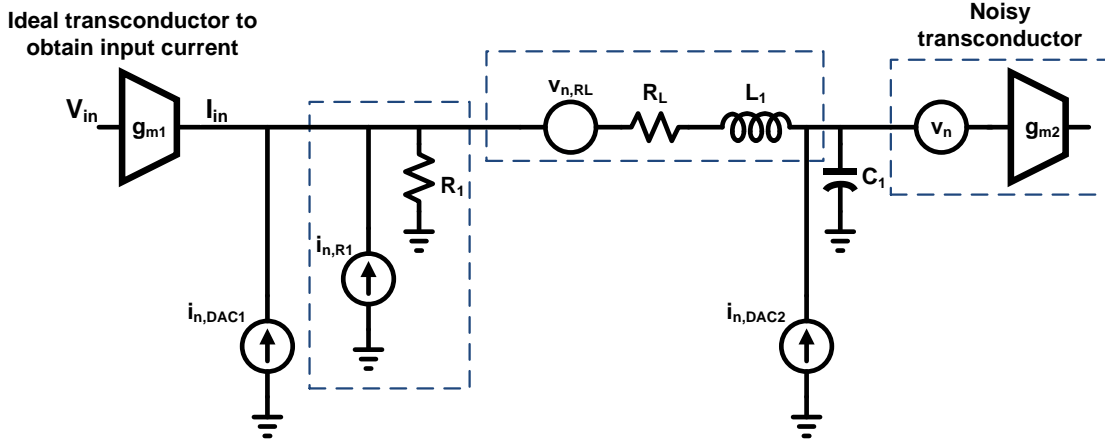 Ideal transconductor to
obtain input current
Noisy
transconductor
Vin
gm1
Iin
vn,RL
RL
L1
vn
gm2
R1
C1
in,R1
in,DAC1
in,DAC2